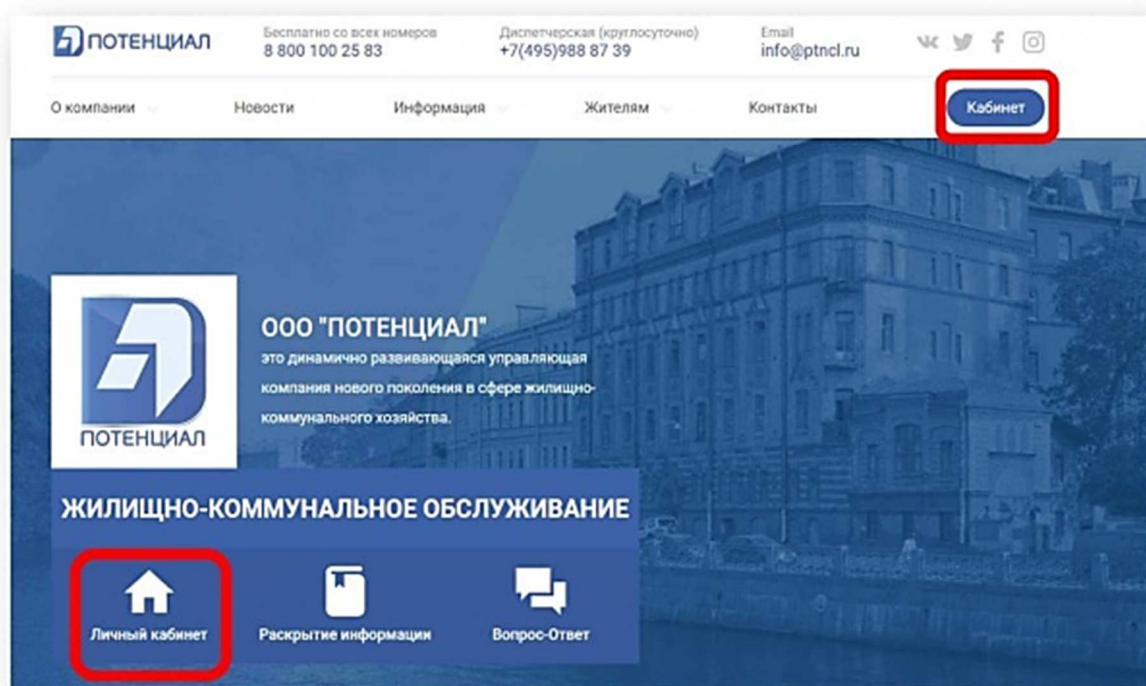 ПОТЕНЦИАЛ
Бесплатно со всех номеров
8 800 100 25 83
Диспетчерская (круглосуточно)
+7(495)988 87 39
Email
info@ptncl.ru
О компании
Новости
Информация
Жителям
Контакты
Кабинет
ПОТЕНЦИАЛ
ООО "ПОТЕНЦИАЛ"
это динамично развивающаяся управляющая
компания нового поколения в сфере жилищно-
коммунального хозяйства.
ЖИЛИЩНО-КОММУНАЛЬНОЕ ОБСЛУЖИВАНИЕ
Личный кабинет
Раскрытие информации
Вопрос-Ответ